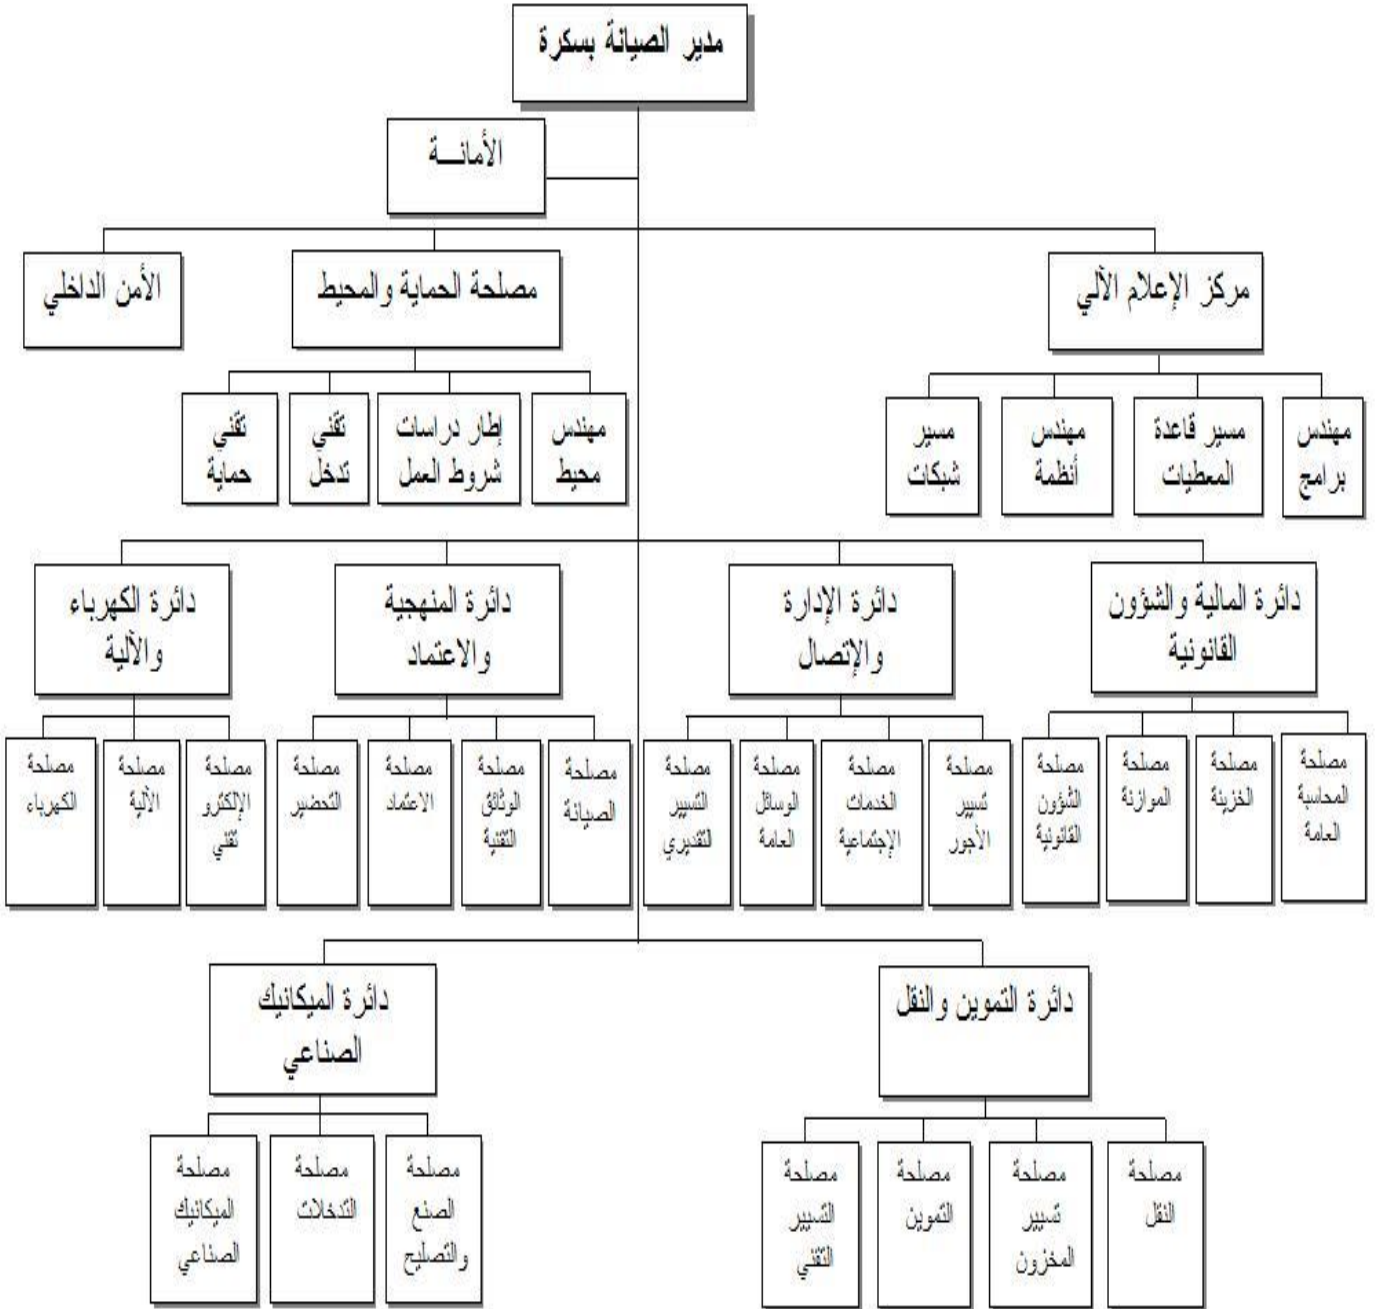 مدير الصيانة بسكرة
الأمانـــة
مركز الإعلام الآلي
مصلحة الحماية والمحيط
الأمن الداخلي
مهندس
برامج
مسير قاعدة
المعطيات
مهندس
أنظمة
مسير
شبكات
مهندس
محيط
إطار دراسات
شروط العمل
تقني
تدخل
تقني
حماية
دائرة المالية والشؤون
القانونية
دائرة الإدارة
والإتصال
دائرة المنهجية
والاعتماد
دائرة الكهرباء
والآلية
مصلحة
المحاسبة
العامة
مصلحة
الخزينة
مصلحة
الموازنة
مصلحة
الشؤون
القانونية
مصلحة
تسيير
الأجور
مصلحة
الخدمات
الإجتماعية
مصلحة
الوسائل
العامة
مصلحة
التسيير
التقديري
مصلحة
الصيانة
مصلحة
الوثائق
التقنية
مصلحة
الاعتماد
مصلحة
التحضير
مصلحة
الإلكترو
تقني
مصلحة
الآلية
مصلحة
الكهرباء
دائرة التموين والنقل
دائرة الميكانيك
الصناعي
مصلحة
النقل
مصلحة
تسيير
المخزون
مصلحة
التموين
مصلحة
التسيير
التقني
مصلحة
الصنع
والتصليح
مصلحة
التدخلات
مصلحة
الميكانيك
الصناعي